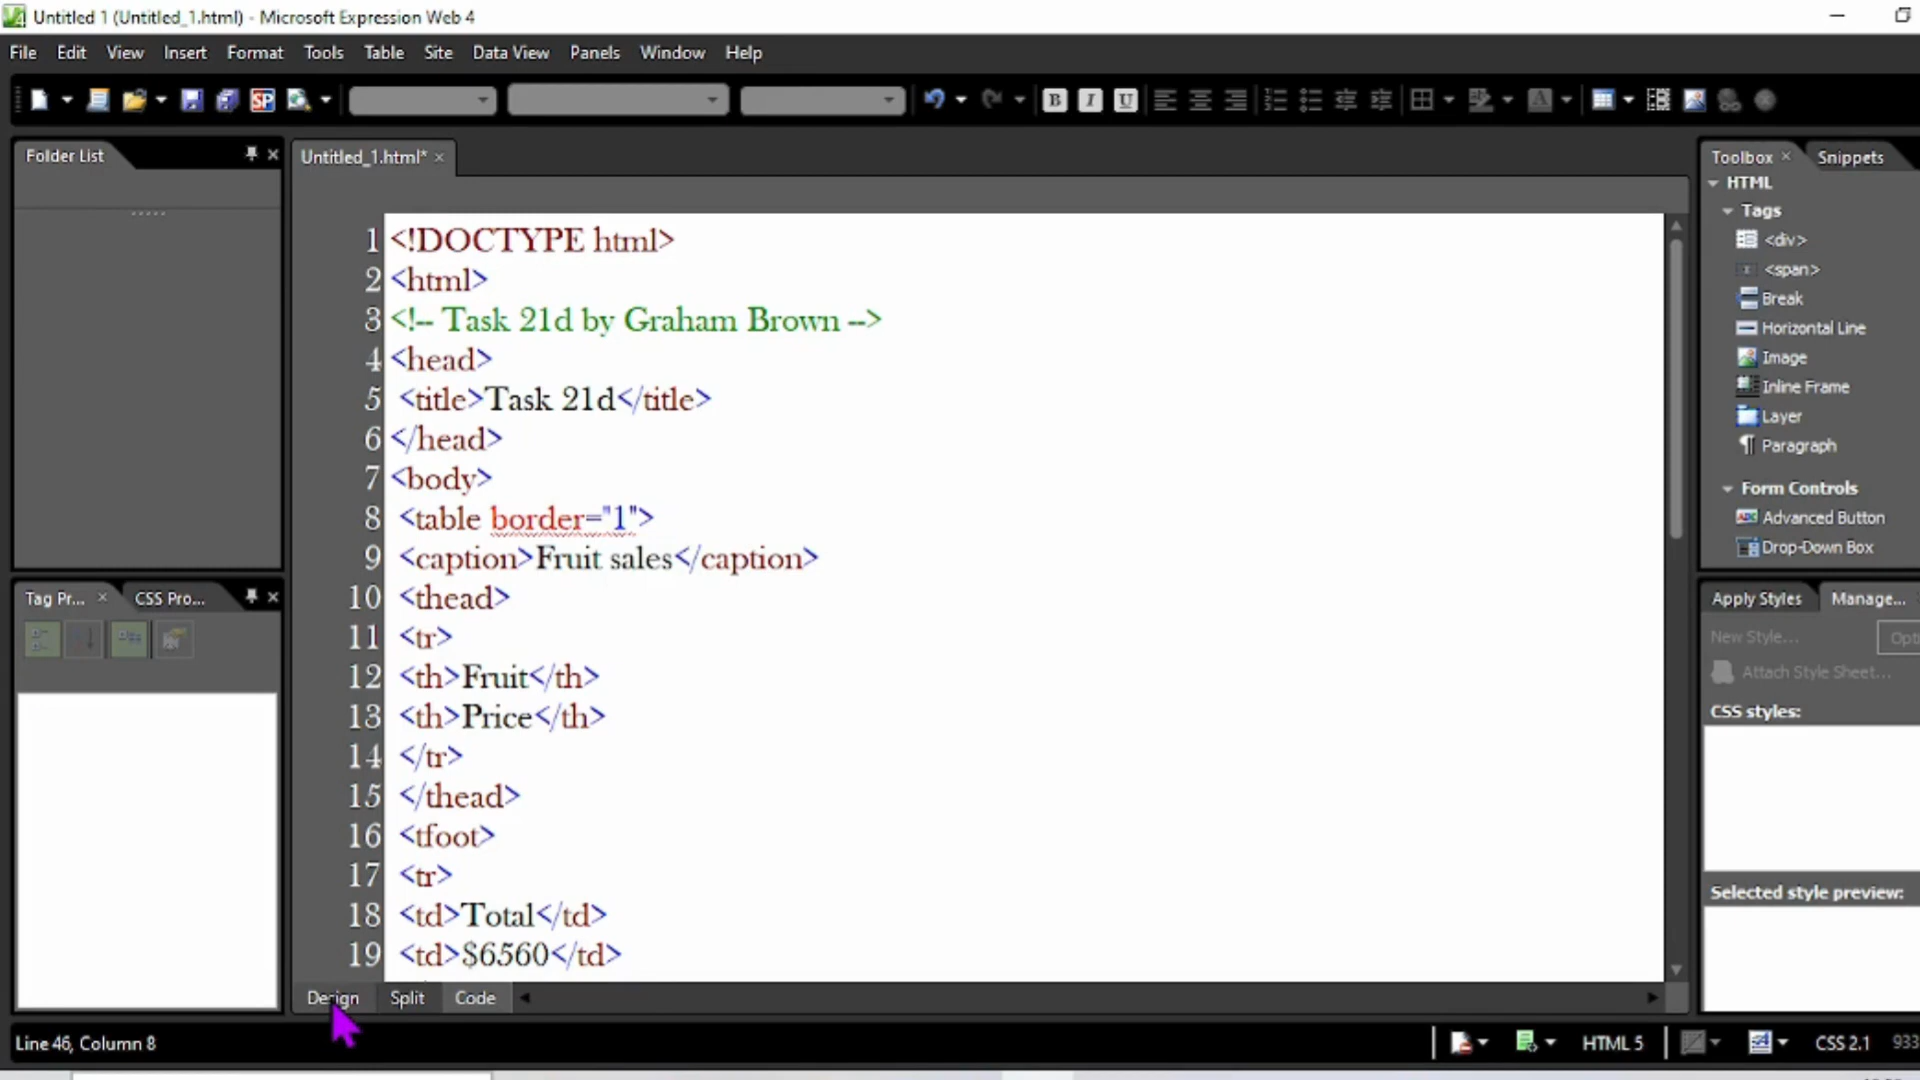 Untitled 1 (Untitled_1.html) - Microsoft Expression Web 4
File Edit View Insert Format Tools Table Site Data View Panels Window Help
Folder List
Untitled_1.html*
Toolbox
Snippets
HTML
Tags
<div>
<span>
Break
Horizontal Line
Image
Inline Frame
Layer
Paragraph
Form Controls
Advanced Button
Drop-Down Box
1 <!DOCTYPE html>
2 <html>
3 <!-- Task 21d by Graham Brown -->
4 <head>
5 <title>Task 21d</title>
6 </head>
7 <body>
8 <table border="1">
9 <caption>Fruit sales</caption>
10 <thead>
11 <tr>
12 <th>Fruit</th>
13 <th>Price</th>
14 </tr>
15 </thead>
16 <tfoot>
17 <tr>
18 <td>Total</td>
19 <td>$6560</td>
Tag Pr... CSS Pro...
Apply Styles Manage...
New Style...
Opti
Attach Style Sheet...
CSS styles:
Selected style preview:
Design Split Code
Line 46, Column 8
HTML 5
CSS 2.1
933